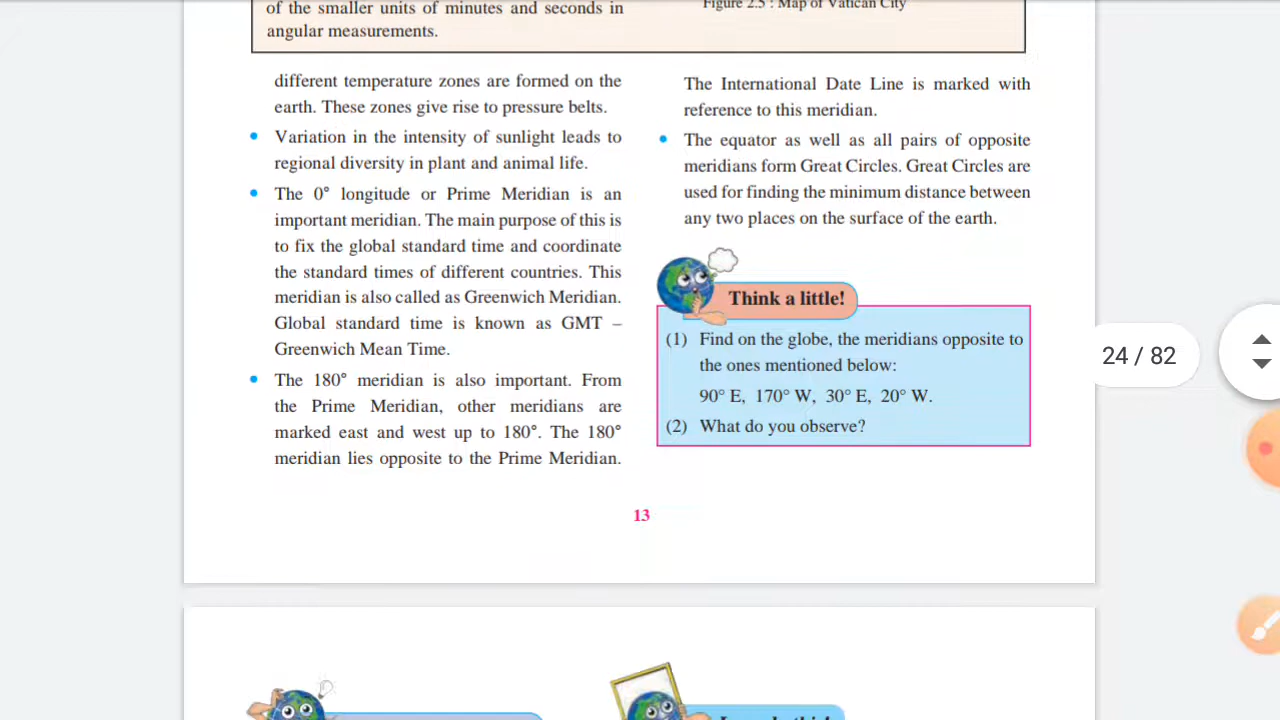 of the smaller units of minutes and seconds in
angular measurements.
Figure 2.5 : Map of Vatican City
different temperature zones are formed on the
earth. These zones give rise to pressure belts.
• Variation in the intensity of sunlight leads to
regional diversity in plant and animal life.
• The 0° longitude or Prime Meridian is an
important meridian. The main purpose of this is
to fix the global standard time and coordinate
the standard times of different countries. This
meridian is also called as Greenwich Meridian.
Global standard time is known as GMT –
Greenwich Mean Time.
• The 180° meridian is also important. From
the Prime Meridian, other meridians are
marked east and west up to 180°. The 180°
meridian lies opposite to the Prime Meridian.
The International Date Line is marked with
reference to this meridian.
• The equator as well as all pairs of opposite
meridians form Great Circles. Great Circles are
used for finding the minimum distance between
any two places on the surface of the earth.
Think a little!
(1) Find on the globe, the meridians opposite to
the ones mentioned below:
90° E, 170° W, 30° E, 20° W.
(2) What do you observe?
13
24 / 82